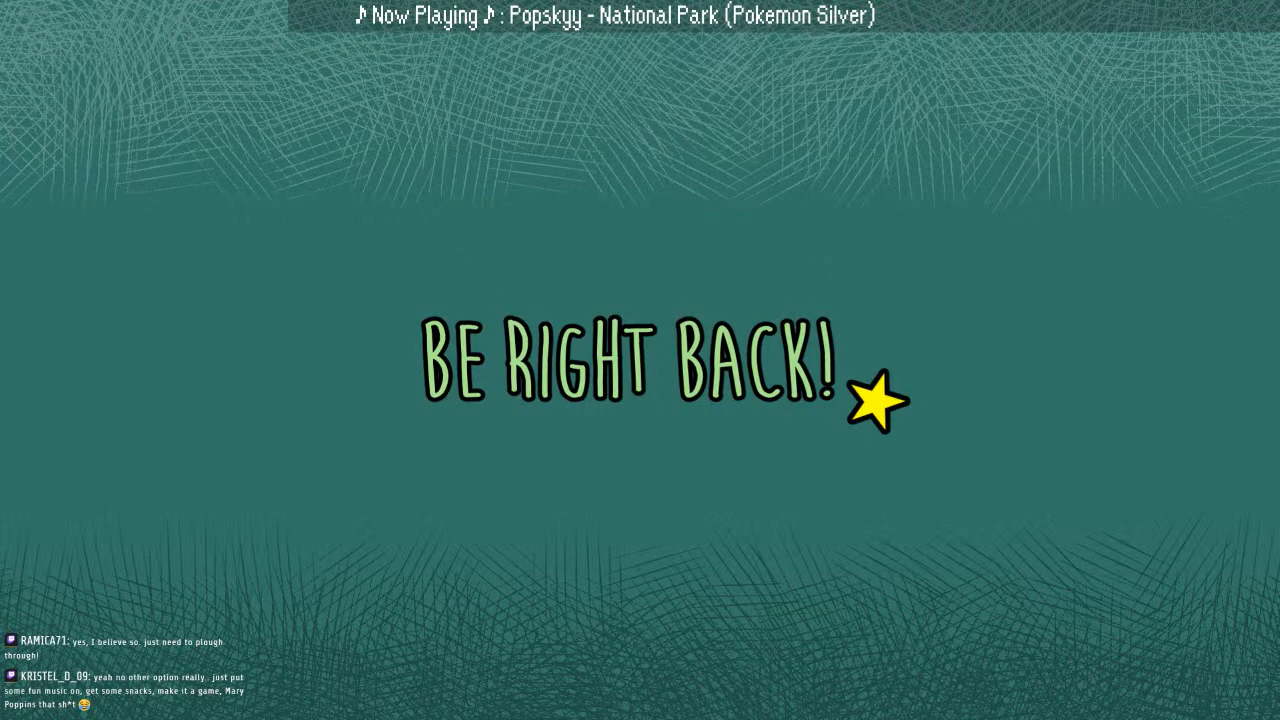 ♪ Now Playing ♪ : Popskyy - National Park (Pokemon Silver)
BE RIGHT BACK!
RAMICA71: yes, I believe so. just need to plough
through!
KRISTEL_D_09: yeah no other option really.. just put
some fun music on, get some snacks, make it a game, Mary
Poppins that sh*t 😂